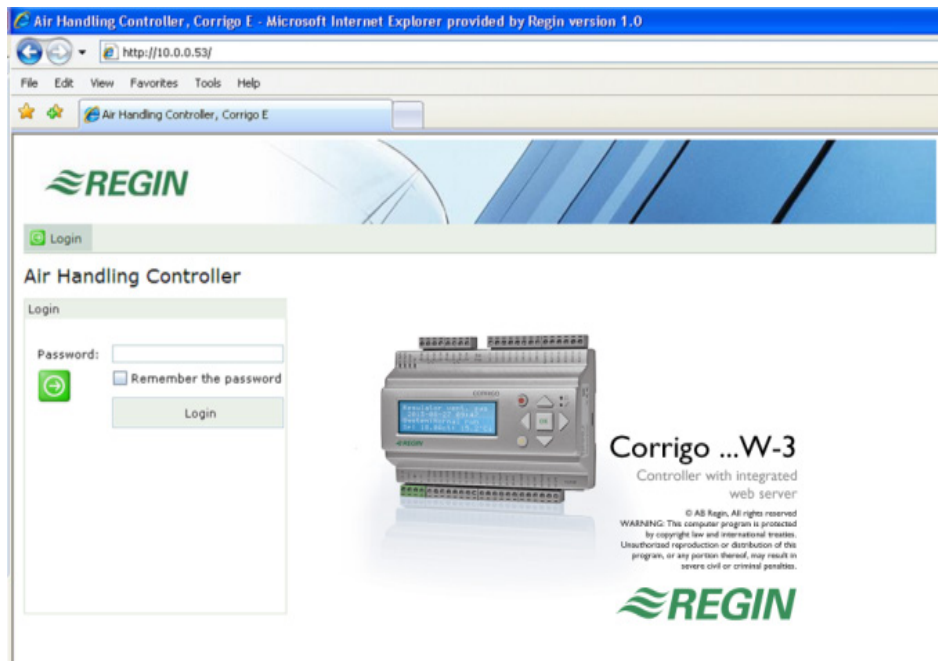 Air Handling Controller, Corrigo E - Microsoft Internet Explorer provided by Regin version 1.0
http://10.0.0.53/
File Edit View Favorites Tools Help
Air Handling Controller, Corrigo E
REGIN
Login
Air Handling Controller
Login
Password:
Remember the password
Login
CORRIGO
OK
REGIN
Corrigo ...W-3
Controller with integrated
web server
© AB Regin, All rights reserved
WARNING: This computer program is protected
by copyright law and international treaties.
Unauthorized reproduction or distribution of this
program, or any portion thereof, may result in
severe civil or criminal penalties.
REGIN